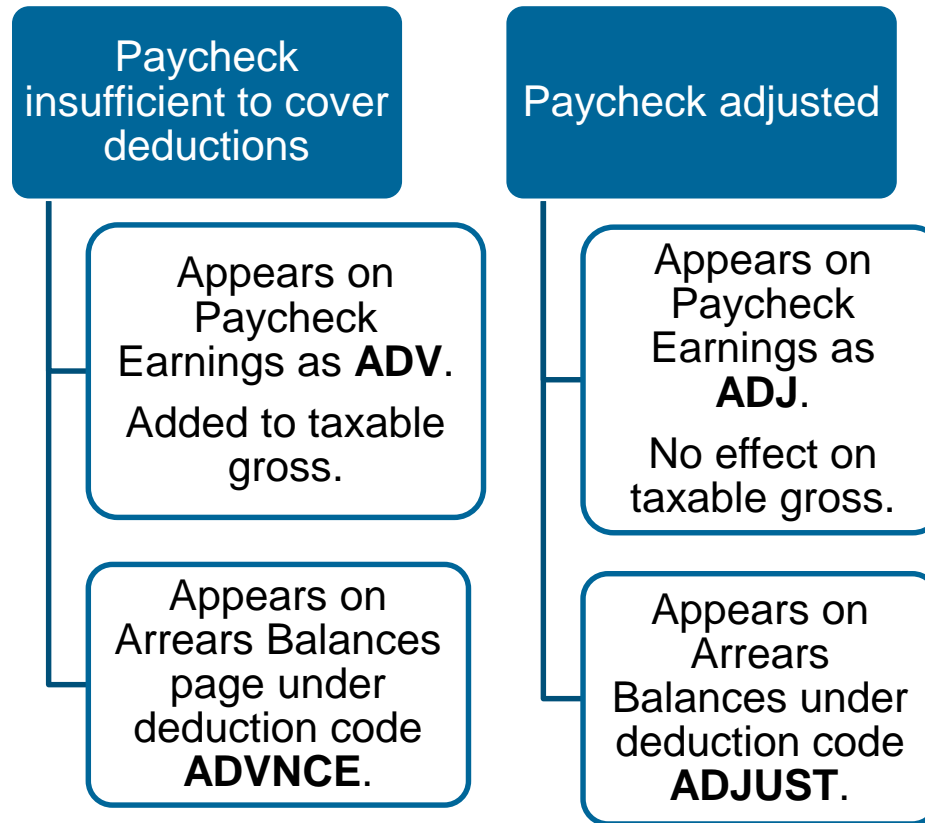 Paycheck
insufficient to cover
deductions
Appears on
Paycheck
Earnings as ADV.
Added to taxable
gross.
Appears on
Arrears Balances
page under
deduction code
ADVNCE.
Paycheck adjusted
Appears on
Paycheck
Earnings as
ADJ.
No effect on
taxable gross.
Appears on
Arrears
Balances under
deduction code
ADJUST.